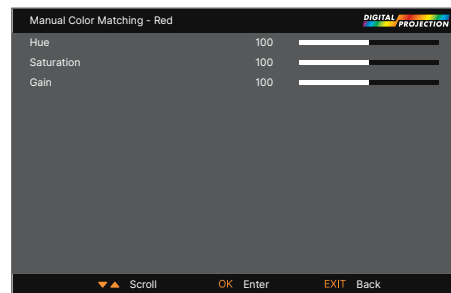 Manual Color Matching - Red
DIGITAL
PROJECTION
Hue 100
Saturation 100
Gain 100
▼▲ Scroll OK Enter EXIT Back